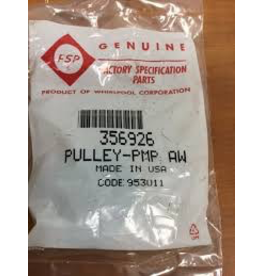 GENUINE
FSP
FACTORY SPECIFICATION
PARTS
PRODUCT OF WHIRLPOOL CORPORATION
356926
PULLEY-PMP AW
MADE IN USA
CODE 953011